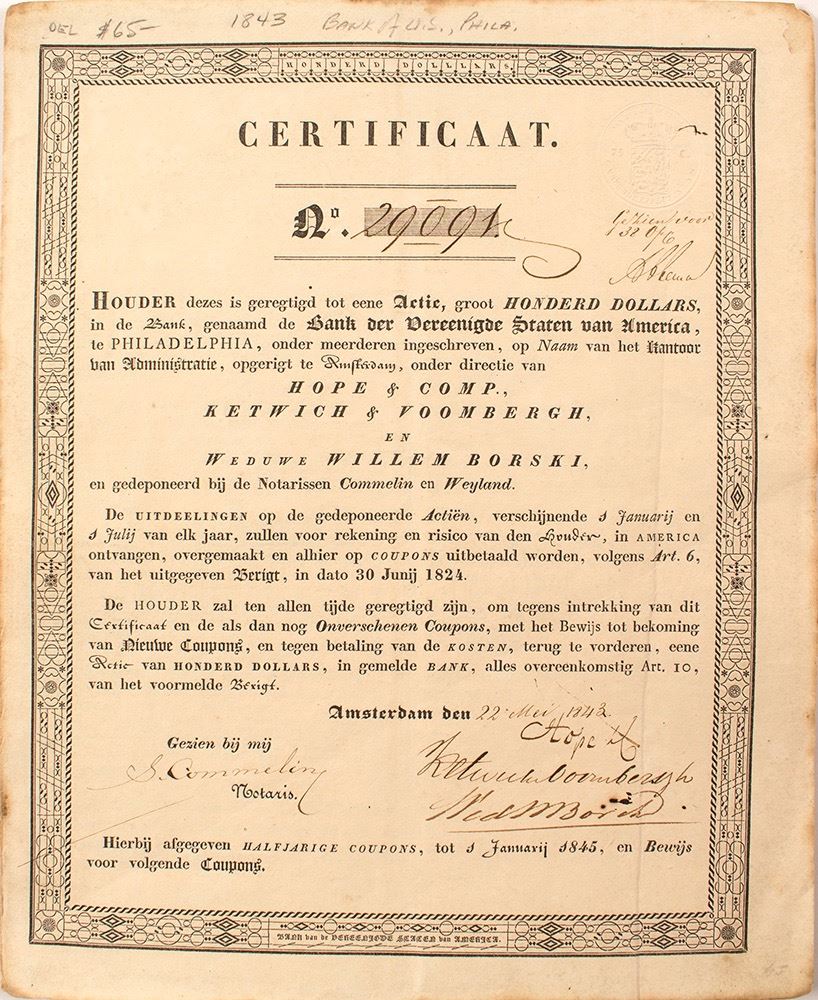 DEL $65- 1843 BANK of U.S., PHILA.
HONDERD DOLLARS.
CERTIFICAAT.
No. 29091.
HOUDER dezes is geregtigd tot eene Actie, groot HONDERD DOLLARS,
in de Bank, genaamd de Bank der Vereenigde Staten van America,
te PHILADELPHIA, onder meerderen ingeschreven, op Naam van het Kantoor
van Administratie, opgerigt te Amsterdam, onder directie van
HOPE & COMP.,
KETWICH & VOOMBERGH,
EN
WEDUWE WILLEM BORSKI,
en gedeponeerd bij de Notarissen Commelin en Weyland.
De UITDEELINGEN op de gedeponeerde Actiën, verschijnende 1 Januarij en
1 Julij van elk jaar, zullen voor rekening en risico van den Houder, in AMERICA
ontvangen, overgemaakt en alhier op COUPONS uitbetaald worden, volgens Art. 6,
van het uitgegeven Berigt, in dato 30 Junij 1824.
De HOUDER zal ten allen tijde geregtigd zijn, om tegens intrekking van dit
Certificaat en de als dan nog Onverschenen Coupons, met het Bewijs tot bekoming
van Nieuwe Coupons, en tegen betaling van de KOSTEN, terug te vorderen, eene
Actie van HONDERD DOLLARS, in gemelde BANK, alles overeenkomstig Art. 10,
van het voormelde Berigt.
Amsterdam den 22 Mei 1843
Hope &
Gezien bij mij
S. Commelin
Ketwich Voombergh
Notaris.
Wed W Borski
Hierbij afgegeven HALFJARIGE COUPONS, tot 1 Januarij 1845, en Bewijs
voor volgende Coupons.
BANK van de VEREENIGDE STATEN van AMERICA.